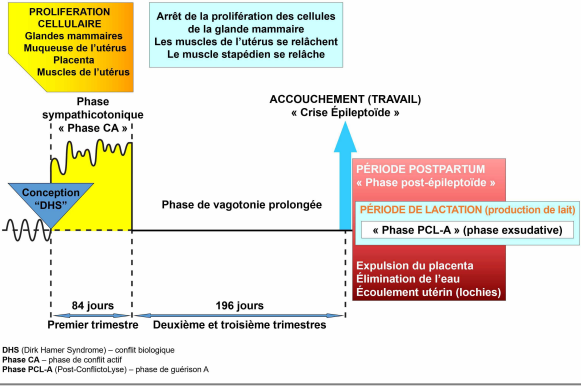 PROLIFERATION
CELLULAIRE
Glandes mammaires
Muqueuse de l'utérus
Placenta
Muscles de l'utérus
Arrêt de la prolifération des cellules
de la glande mammaire
Les muscles de l'utérus se relâchent
Le muscle stapédien se relâche
Phase
sympathicotonique
« Phase CA »
ACCOUCHEMENT (TRAVAIL)
« Crise Épileptoïde »
Conception
"DHS"
Phase de vagotonie prolongée
PÉRIODE POSTPARTUM
« Phase post-épileptoïde »
PÉRIODE DE LACTATION (production de lait)
« Phase PCL-A » (phase exsudative)
Expulsion du placenta
Élimination de l'eau
Écoulement utérin (lochies)
84 jours
196 jours
Premier trimestre
Deuxième et troisième trimestres
DHS (Dirk Hamer Syndrome) – conflit biologique
Phase CA – phase de conflit actif
Phase PCL-A (Post-ConflictoLyse) – phase de guérison A